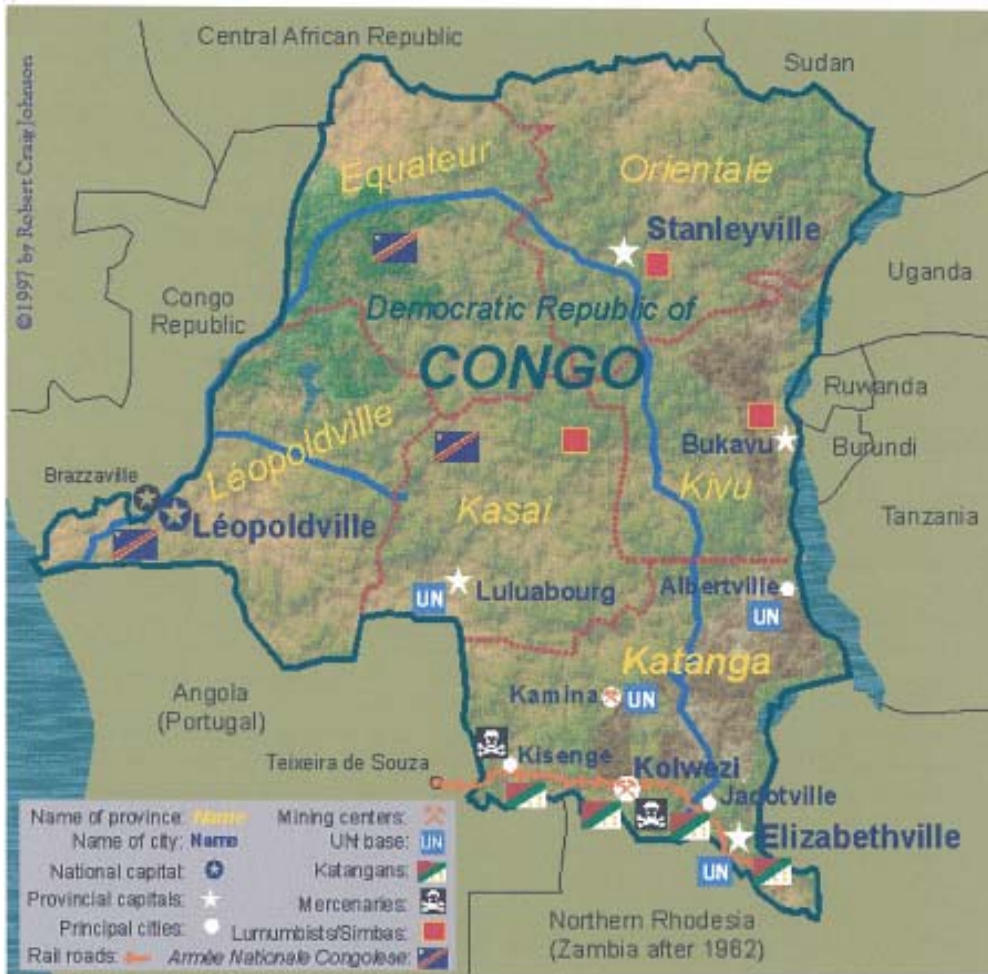 ©1997 by Robert Craig Johnson
Central African Republic
Sudan
Equateur
Orientale
Stanleyville
Uganda
Congo
Republic
Democratic Republic of
CONGO
Ruwanda
Burundi
Bukavu
Léopoldville
Kivu
Brazzaville
Kasai
Tanzania
Léopoldville
Albertville
UN
Luluabourg
UN
Katanga
Angola
(Portugal)
Kamina
UN
Teixeira de Souza
Kisenge
Kolwezi
Jadotville
Elizabethville
UN
Northern Rhodesia
(Zambia after 1962)
Name of province: Name
Mining centers:
Name of city: Name
UN base: UN
National capital:
Katangans:
Provincial capitals:
Mercenaries:
Principal cities:
Lumumbists/Simbas:
Rail roads:
Armée Nationale Congolese: